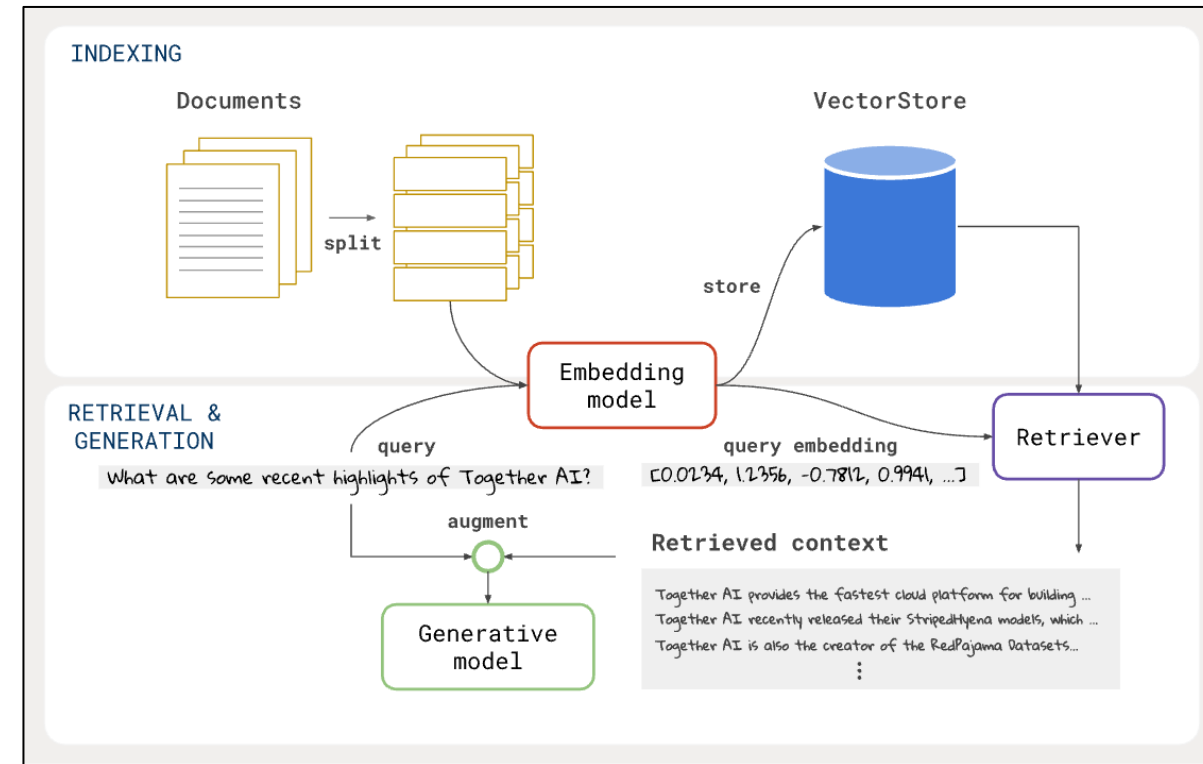 INDEXING
Documents
VectorStore
split
store
Embedding
model
RETRIEVAL &
GENERATION
query
What are some recent highlights of Together AI?
query embedding
[0.0234, 1.2356, -0.7812, 0.9941, ...]
Retriever
augment
Retrieved context
Together AI provides the fastest cloud platform for building ...
Together AI recently released their StripedHyena models, which ...
Together AI is also the creator of the RedPajama Datasets...
Generative
model